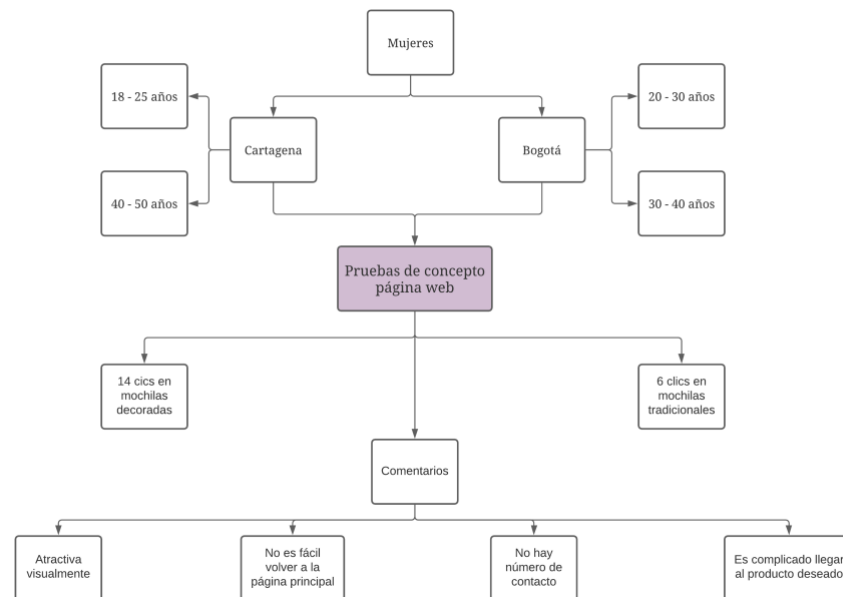 Mujeres
18 - 25 años
20 - 30 años
Cartagena
Bogotá
40 - 50 años
30 - 40 años
Pruebas de concepto
página web
14 cics en
mochilas
decoradas
6 clics en
mochilas
tradicionales
Comentarios
Atractiva
visualmente
No es fácil
volver a la
página principal
No hay
número de
contacto
Es complicado llegar
al producto deseado